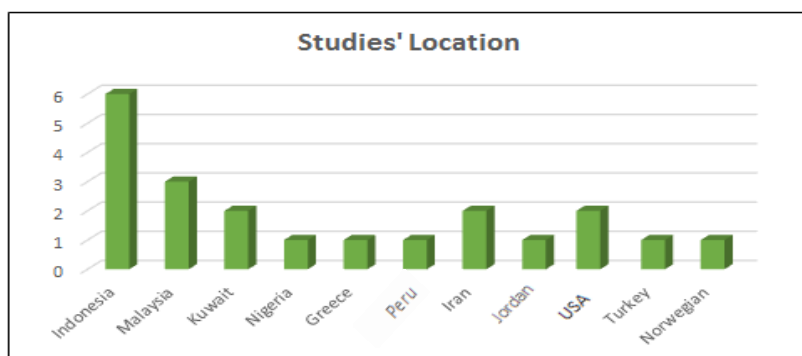 Studies' Location
6
5
4
3
2
1
0
Indonesia
Malaysia
Kuwait
Nigeria
Greece
Peru
Iran
Jordan
USA
Turkey
Norwegian